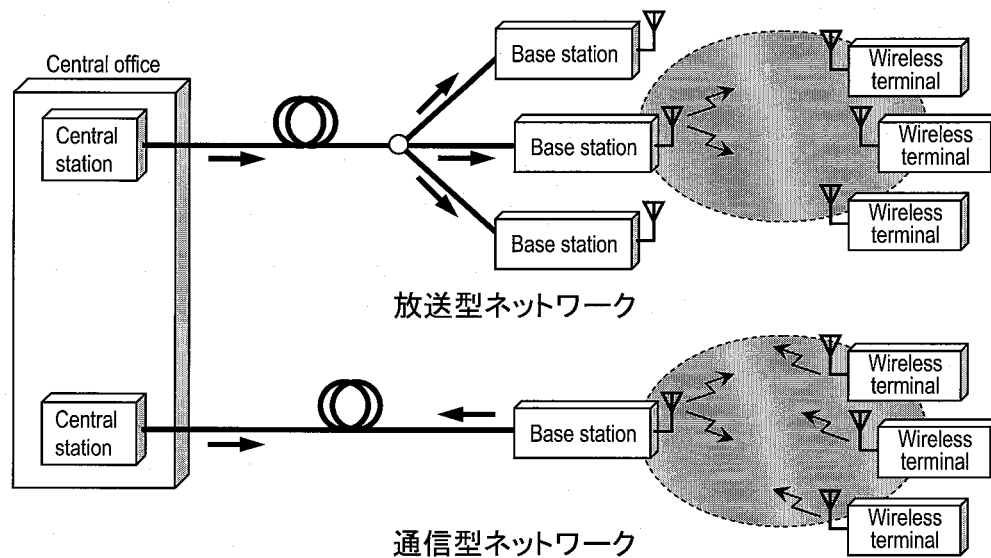 Central office
Central
station
Base station
Base station
Base station
Wireless
terminal
Wireless
terminal
Wireless
terminal
放送型ネットワーク
Central
station
Base station
Wireless
terminal
Wireless
terminal
Wireless
terminal
通信型ネットワーク